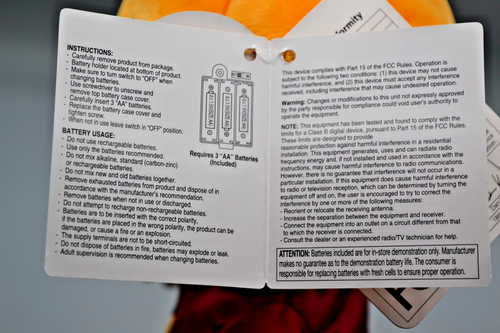 INSTRUCTIONS:
- Carefully remove product from package.
- Battery holder located at bottom of product.
- Make sure to turn switch to "OFF" when
changing batteries.
- Use screwdriver to unscrew and
remove top battery case cover.
- Carefully insert 3 "AA" batteries.
- Replace the battery cover and
tighten screw.
- When not in use leave switch in "OFF" position.
BATTERY USAGE:
- Do not use rechargeable batteries.
- Use only the batteries recommended.
- Do not mix alkaline, standard (carbon-zinc)
or rechargeable batteries.
- Do not mix new and old batteries together.
- Remove exhausted batteries from product and dispose of in
accordance with the manufacturer's recommendation.
- Remove batteries when not in use or discharged.
- Do not attempt to recharge non-rechargeable batteries.
- Batteries are to be inserted with the correct polarity.
if the batteries are placed in the wrong polarity, the product can be
damaged, or cause a fire or an explosion.
- The supply terminals are not to be short-circuited.
- Do not dispose of batteries in fire, batteries may explode or leak.
- Adult supervision is recommended when changing batteries.
Requires 3 "AA" Batteries
(Included)
This device complies with Part 15 of the FCC Rules. Operation is
subject to the following two conditions: (1) this device may not cause
harmful interference, and (2) this device must accept any interference
received, including interference that may cause undesired operation.
Warning: Changes or modifications to this unit not expressly approved
by the party responsible for compliance could void user's authority to
operate the equipment.
NOTE: This equipment has been tested and found to comply with the
limits for a Class B digital device, pursuant to Part 15 of the FCC Rules.
These limits are designed to provide
reasonable protection against harmful interference in a residential
installation. This equipment generates, uses and can radiate radio
frequency energy and, if not installed and used in accordance with the
instructions, may cause harmful interference to radio communications.
However, there is no guarantee that interference will not occur in a
particular installation. If this equipment does cause harmful interference
to radio or television reception, which can be determined by turning the
equipment off and on, the user is encouraged to try to correct the
interference by one or more of the following measures:
- Reorient or relocate the receiving antenna.
- Increase the separation between the equipment and receiver.
- Connect the equipment into an outlet on a circuit different from that
to which the receiver is connected.
- Consult the dealer or an experienced radio/TV technician for help.
ATTENTION: Batteries included are for in-store demonstration only. Manufacturer
makes no guarantee as to the demonstration battery life. The consumer is
responsible for replacing batteries with fresh cells to ensure proper operation.